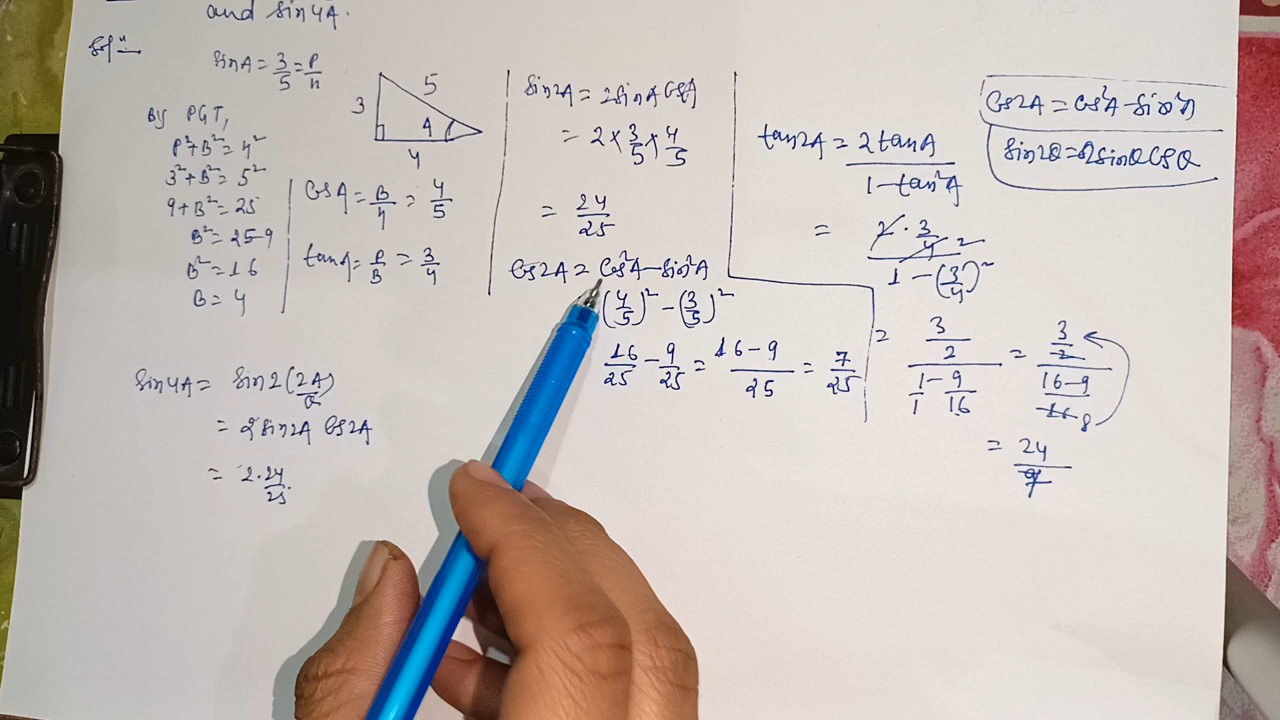 and sin4A.
Solⁿ
sinA = 3/5 = P/h
By PGT,
P²+B² = h²
3²+B² = 5²
9+B² = 25
B² = 25-9
B² = 16
B = 4
3
5
A
4
CosA = B/h = 4/5
tanA = P/B = 3/4
sin2A = 2sinA CosA
= 2 × 3/5 × 4/5
= 24/25
Cos2A = Cos²A - sin²A
(4/5)² - (3/5)²
16/25 - 9/25 = 16-9/25 = 7/25
tan2A = 2tanA/1-tan²A
= 2·3/4 2/1-(3/4)²
= 3/2/1/1 - 9/16 = 3/2/16-9/16 8
= 24/7
Cos2A = Cos²A - sin²A
Sin2θ = 2sinθ Cosθ
Sin4A = Sin2(2A)
θ
= 2 sin2A Cos2A
= 2·24/25·